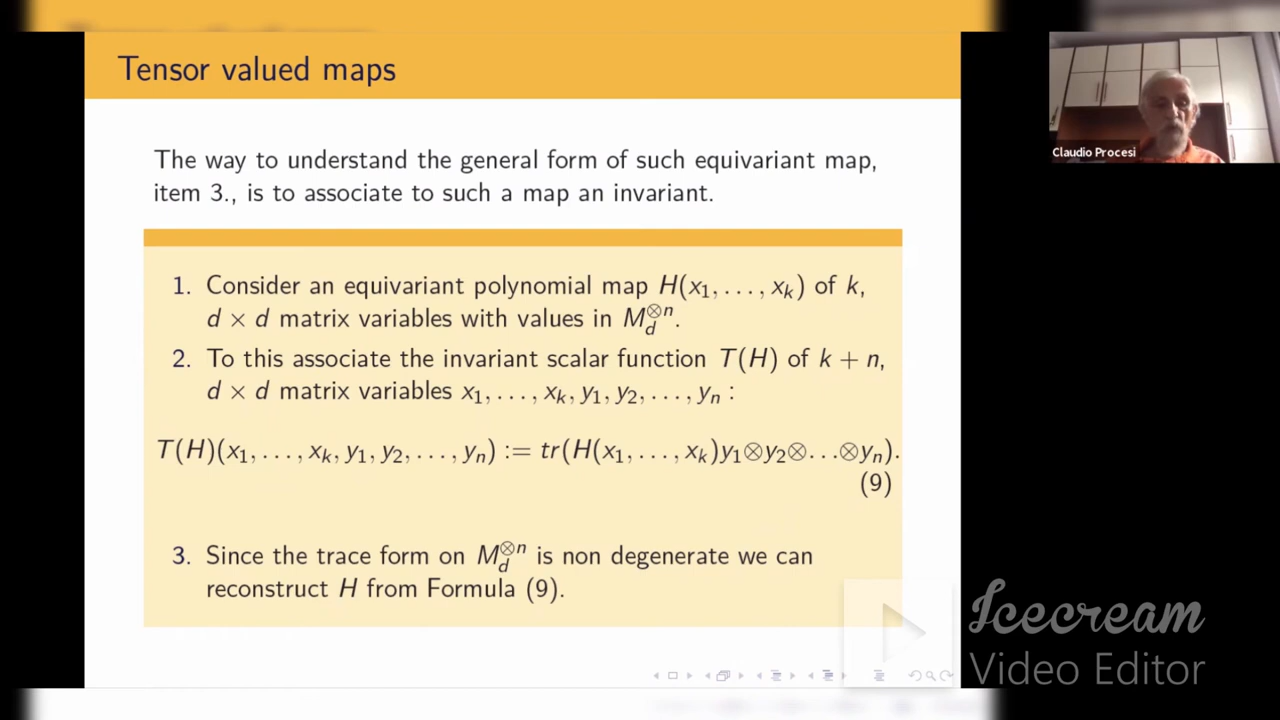 Tensor valued maps
The way to understand the general form of such equivariant map,
item 3., is to associate to such a map an invariant.
1. Consider an equivariant polynomial map H(x₁, . . . , xₖ) of k,
d × d matrix variables with values in M_d^{⊗n}.
2. To this associate the invariant scalar function T(H) of k + n,
d × d matrix variables x₁, . . . , xₖ, y₁, y₂, . . . , yₙ :
T(H)(x₁, . . . , xₖ, y₁, y₂, . . . , yₙ) := tr(H(x₁, . . . , xₖ)y₁⊗y₂⊗. . .⊗yₙ).
(9)
3. Since the trace form on M_d^{⊗n} is non degenerate we can
reconstruct H from Formula (9).
Claudio Procesi
Icecream
Video Editor